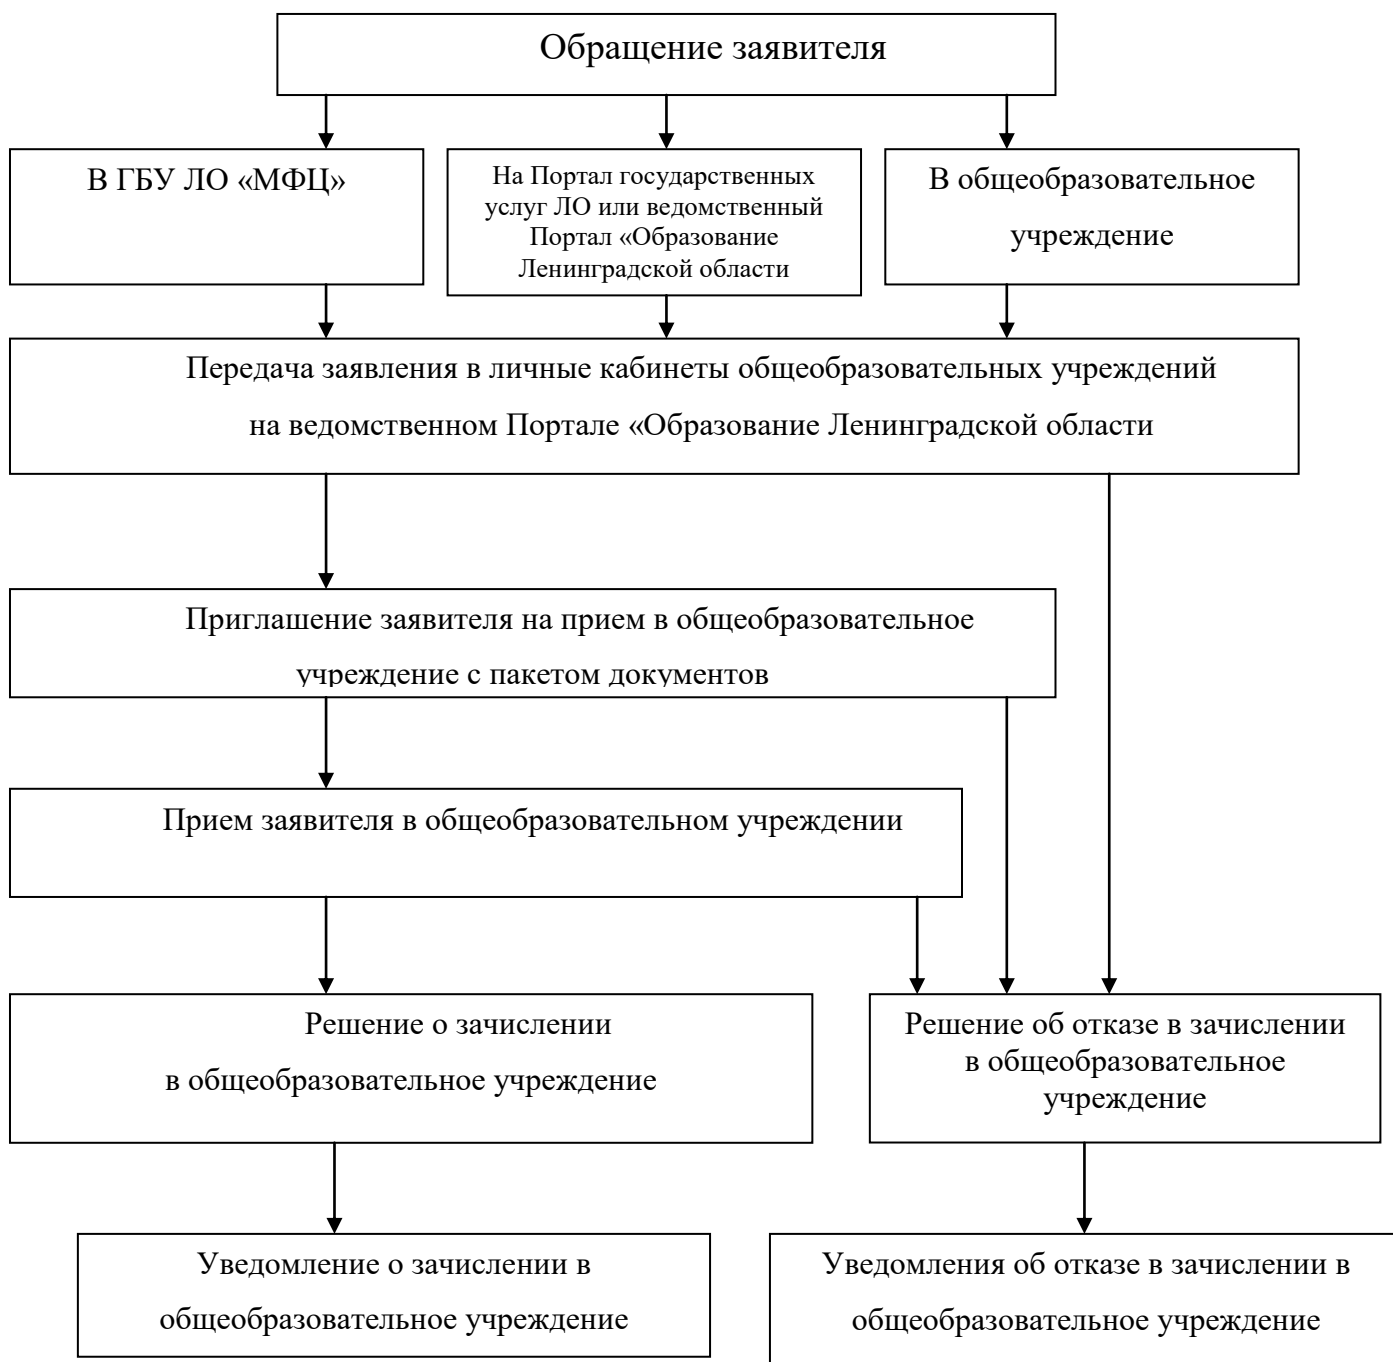 Обращение заявителя
В ГБУ ЛО «МФЦ»
На Портал государственных
услуг ЛО или ведомственный
Портал «Образование
Ленинградской области
В общеобразовательное
учреждение
Передача заявления в личные кабинеты общеобразовательных учреждений
на ведомственном Портале «Образование Ленинградской области
Приглашение заявителя на прием в общеобразовательное
учреждение с пакетом документов
Прием заявителя в общеобразовательном учреждении
Решение о зачислении
в общеобразовательное учреждение
Решение об отказе в зачислении
в общеобразовательное
учреждение
Уведомление о зачислении в
общеобразовательное учреждение
Уведомления об отказе в зачислении в
общеобразовательное учреждение